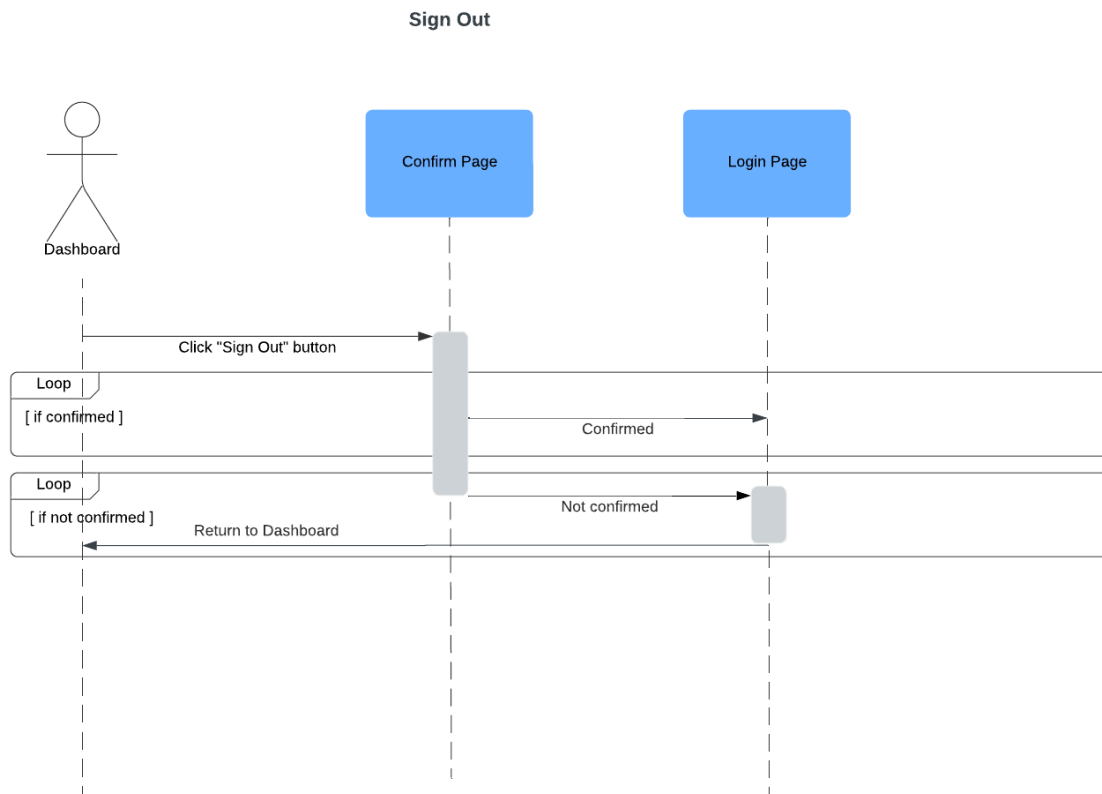 Sign Out
Confirm Page
Login Page
Dashboard
Click "Sign Out" button
Loop
[ if confirmed ]
Confirmed
Loop
Not confirmed
[ if not confirmed ]
Return to Dashboard